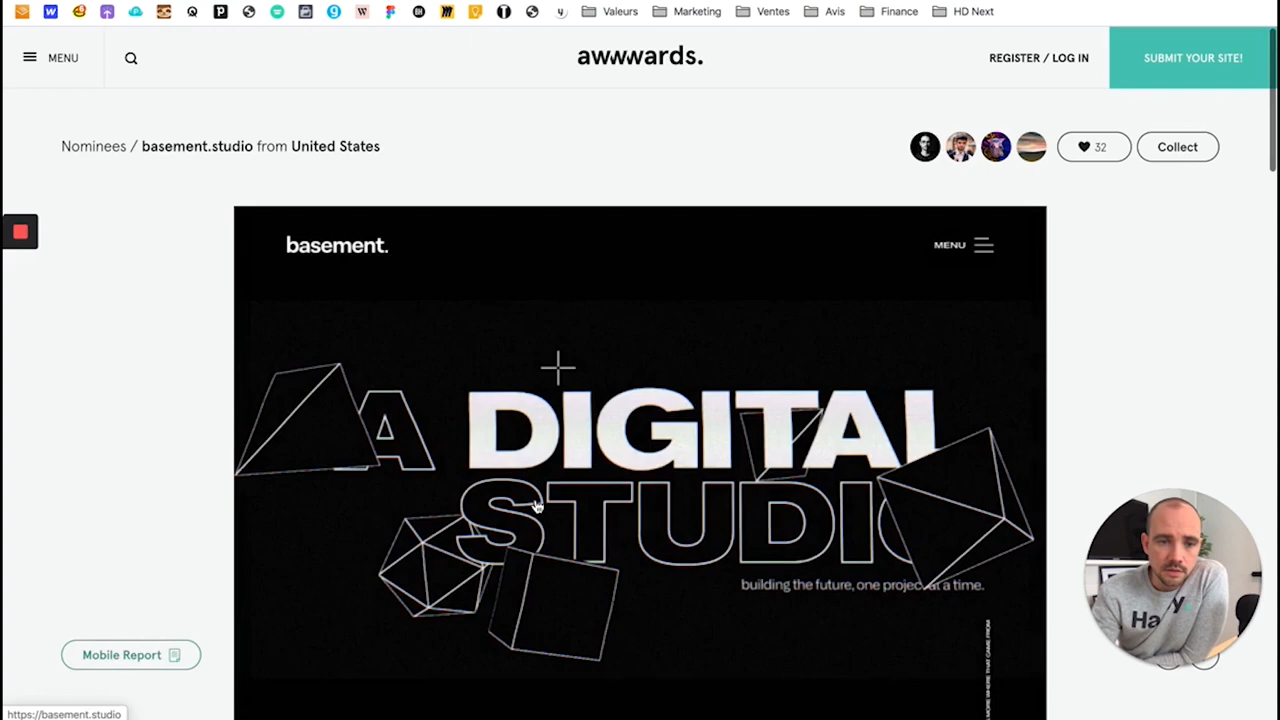 Valeurs Marketing Ventes Avis Finance HD Next
MENU awwwards. REGISTER / LOG IN SUBMIT YOUR SITE!
Nominees / basement.studio from United States 32 Collect
basement. MENU
A DIGITAL
STUDIO
building the future, one project at a time.
Mobile Report
https://basement.studio